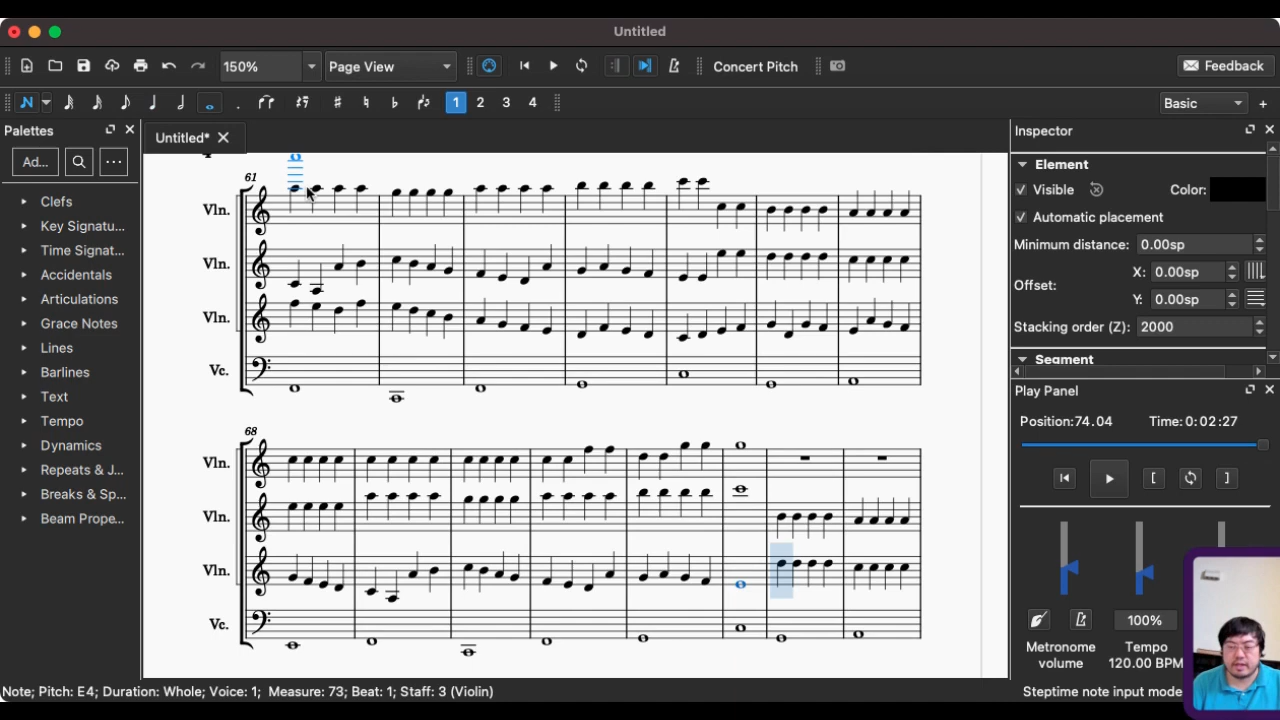 Untitled
150%
Page View
Concert Pitch
Feedback
N
1 2 3 4
Basic
+
Palettes
Untitled*
Inspector
Ad...
...
Clefs
Key Signatu...
Time Signat...
Accidentals
Articulations
Grace Notes
Lines
Barlines
Text
Tempo
Dynamics
Repeats & J...
Breaks & Sp...
Beam Prope...
61
Vln.
Vln.
Vln.
Vc.
68
Vln.
Vln.
Vln.
Vc.
Element
Visible
Color:
Automatic placement
Minimum distance: 0.00sp
X: 0.00sp
Offset:
Y: 0.00sp
Stacking order (Z): 2000
Segment
Play Panel
Position:74.04 Time:0:02:27
100%
Metronome volume
Tempo
120.00 BPM
Note; Pitch: E4; Duration: Whole; Voice: 1; Measure: 73; Beat: 1; Staff: 3 (Violin)
Steptime note input mode